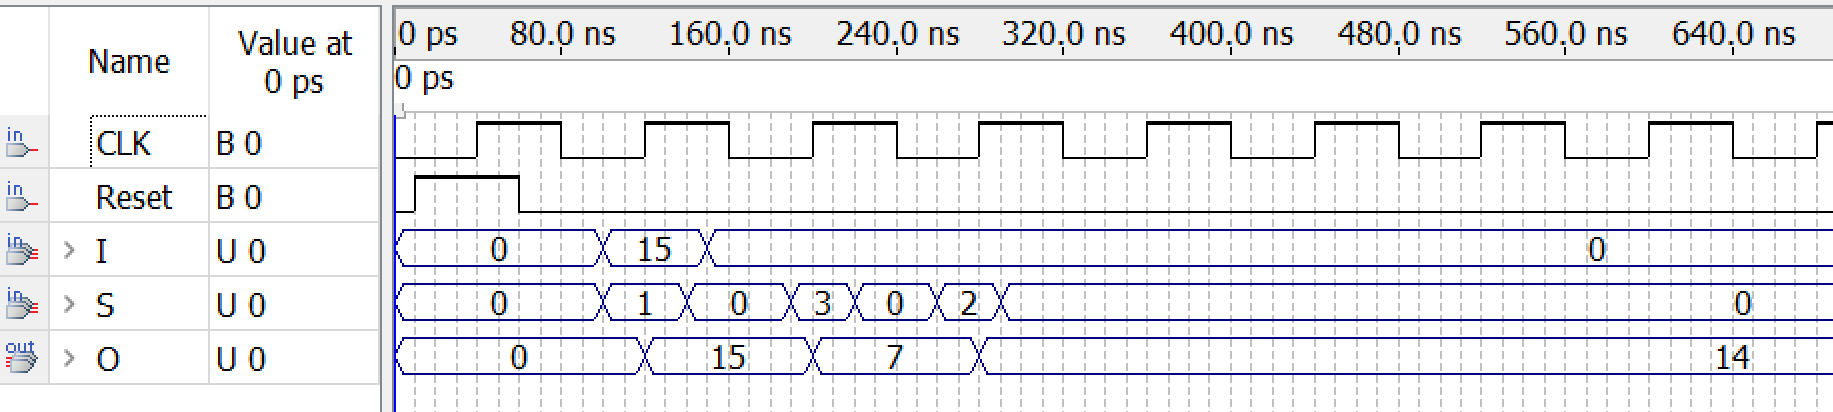 Name Value at 0 ps
0 ps 80.0 ns 160.0 ns 240.0 ns 320.0 ns 400.0 ns 480.0 ns 560.0 ns 640.0 ns
0 ps
in CLK B 0
in Reset B 0
in > I U 0 0 15 0
in > S U 0 0 1 0 3 0 2 0
out > O U 0 0 15 7 14